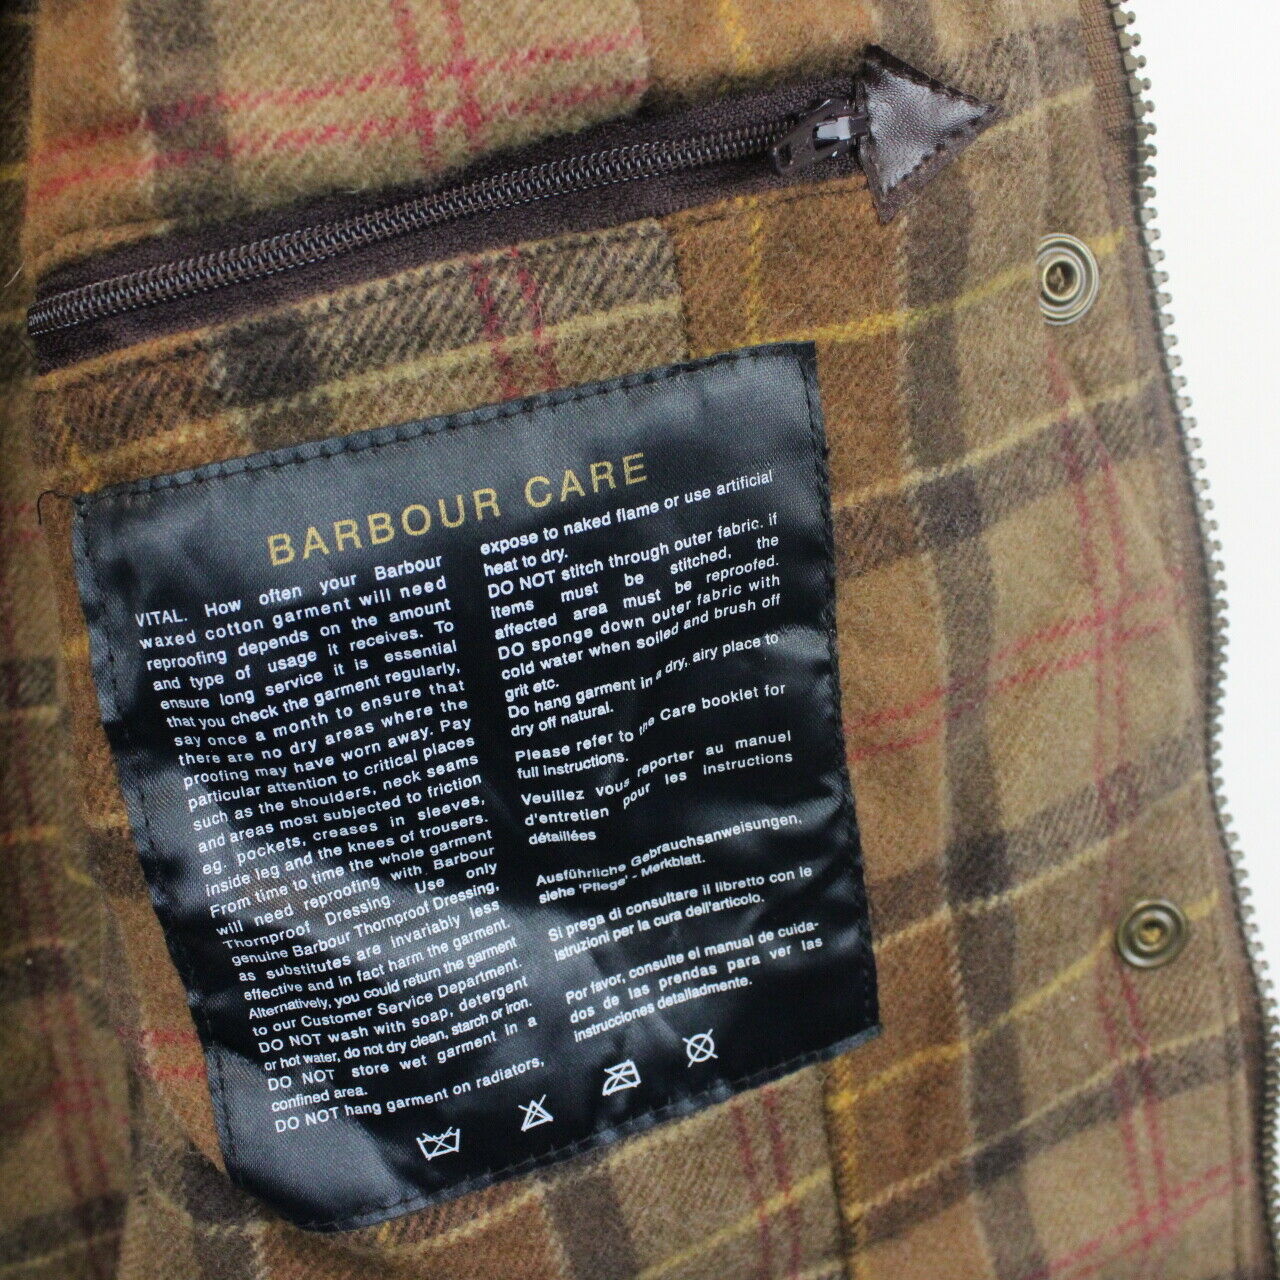 BARBOUR CARE
VITAL. How often your Barbour
waxed cotton garment will need
reproofing depends on the amount
and type of usage it receives. To
ensure long service it is essential
that you check the garment regularly,
say once a month to ensure that
there are no dry areas where the
proofing may have worn away. Pay
particular attention to critical places
such as the shoulders, neck seams
and areas most subjected to friction
eg. pockets, creases in sleeves,
inside leg and the knees of trousers.
From time to time the whole garment
will need reproofing with Barbour
Thornproof Dressing. Use only
genuine Barbour Thornproof Dressing,
as substitutes are invariably less
effective and in fact harm the garment.
Alternatively, you could return the garment
to our Customer Service Department.
DO NOT wash with soap, detergent
or hot water, do not dry clean, starch or iron.
DO NOT store wet garment in a
confined area.
DO NOT hang garment on radiators,
expose to naked flame or use artificial
heat to dry.
DO NOT stitch through outer fabric. if
items must be stitched, the
affected area must be reproofed.
DO sponge down outer fabric with
cold water when soiled and brush off
grit etc.
Do hang garment in a dry, airy place to
dry off natural.
Please refer to the Care booklet for
full instructions.
Veuillez vous reporter au manuel
d'entretien pour les instructions
détaillées
Ausführliche Gebrauchsanweisungen,
siehe 'Pflege' - Merkblatt.
Si prega di consultare il libretto con le
istruzioni per la cura dell'articolo.
Por favor, consulte el manual de cuida-
dos de las prendas para ver las
instrucciones detalladmente.